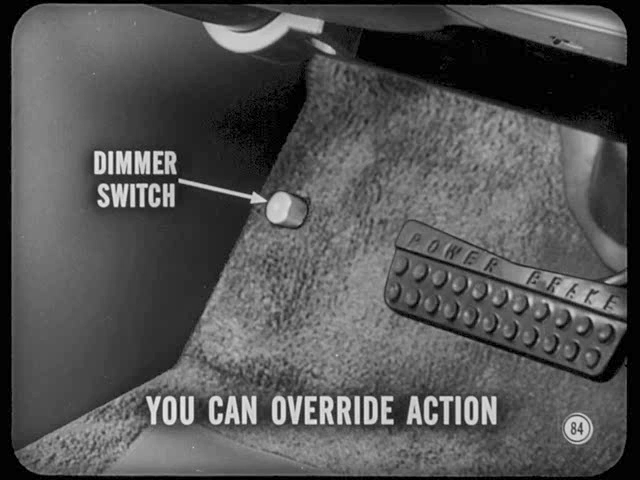 DIMMER
SWITCH
POWER BRAKE
YOU CAN OVERRIDE ACTION
84